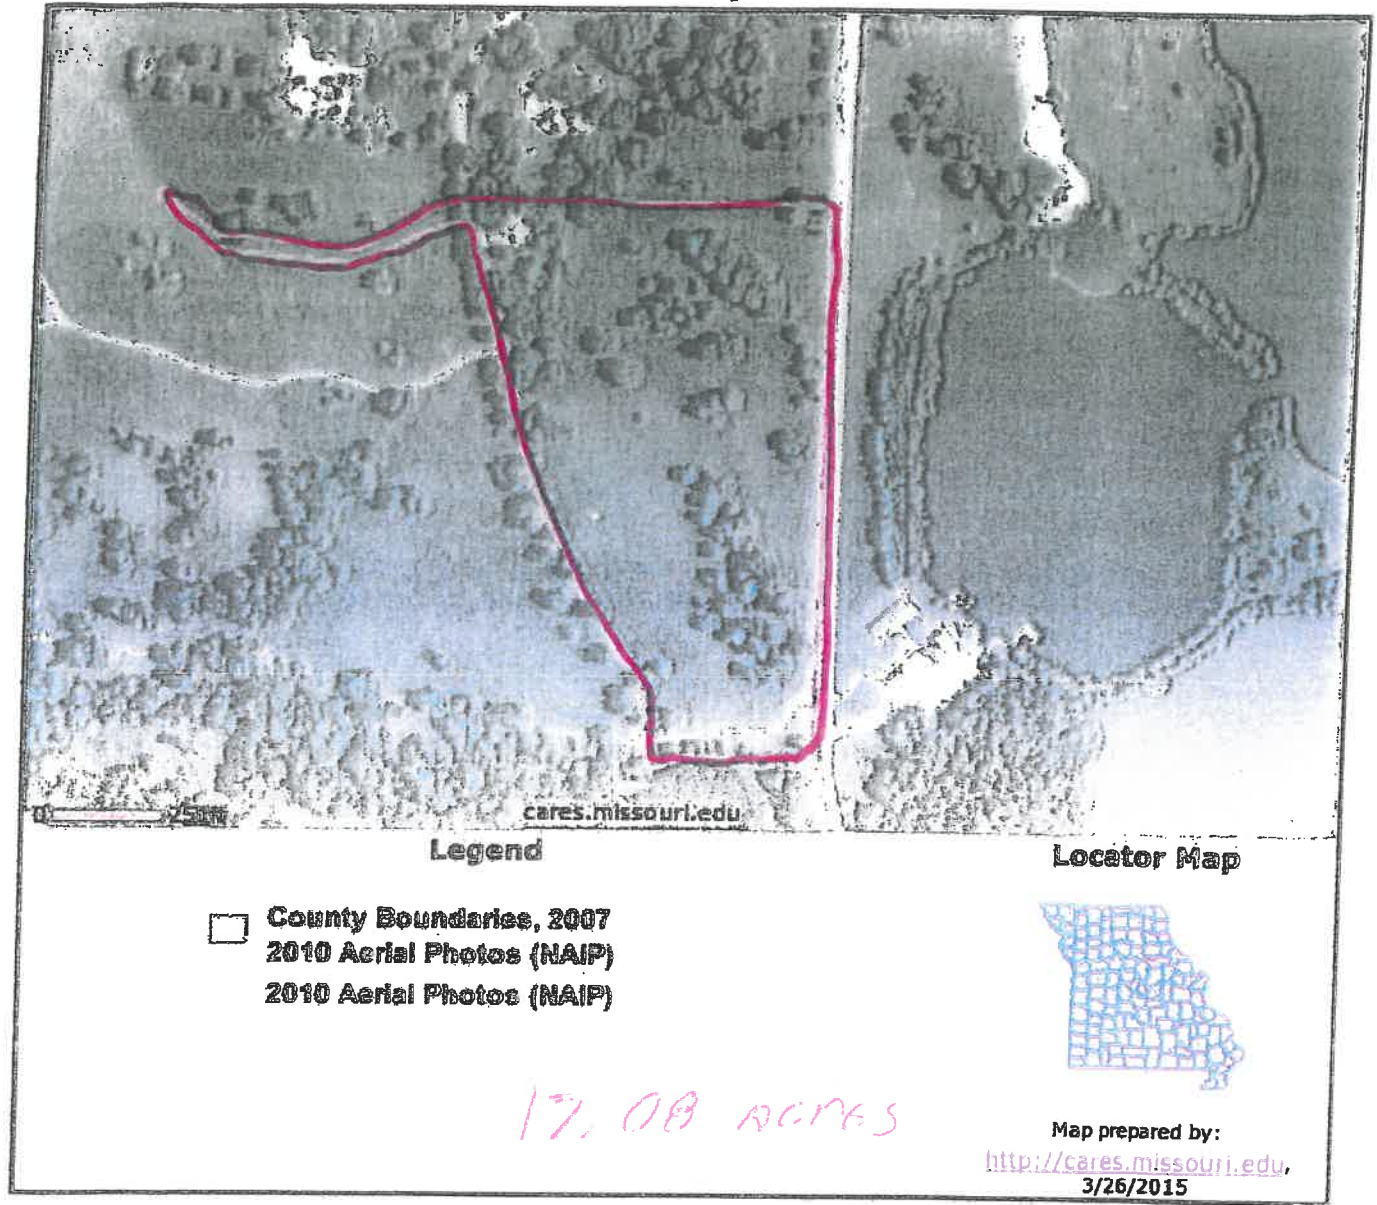 cares.missouri.edu
Legend
Locator Map
County Boundaries, 2007
2010 Aerial Photos (NAIP)
2010 Aerial Photos (NAIP)
17.08 ACRES
Map prepared by:
http://cares.missouri.edu,
3/26/2015